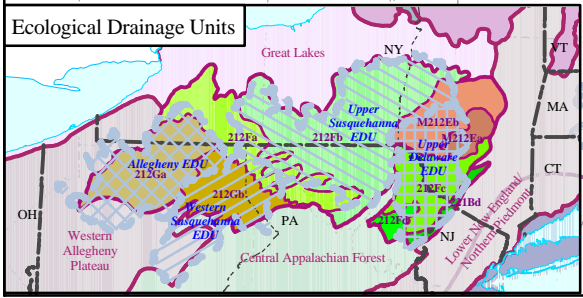 Ecological Drainage Units
Great Lakes
NY
VT
MA
CT
OH
PA
NJ
Upper
Susquehanna
EDU
M212Eb
M212Ea
212Fa
212Fb
Upper
Delaware
EDU
Allegheny EDU
212Ga
212Gb
Western
Susquehanna
EDU
212Fc
221Bd
212Fd
Western
Allegheny
Plateau
Central Appalachian Forest
Lower New England/
Northern Piedmont